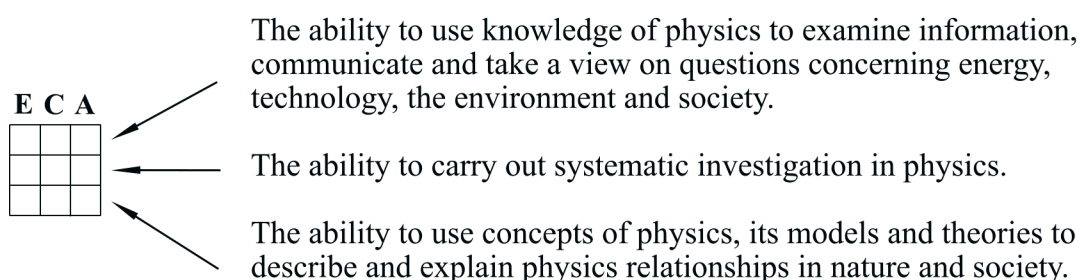 The ability to use knowledge of physics to examine information,
communicate and take a view on questions concerning energy,
technology, the environment and society.
E C A
The ability to carry out systematic investigation in physics.
The ability to use concepts of physics, its models and theories to
describe and explain physics relationships in nature and society.